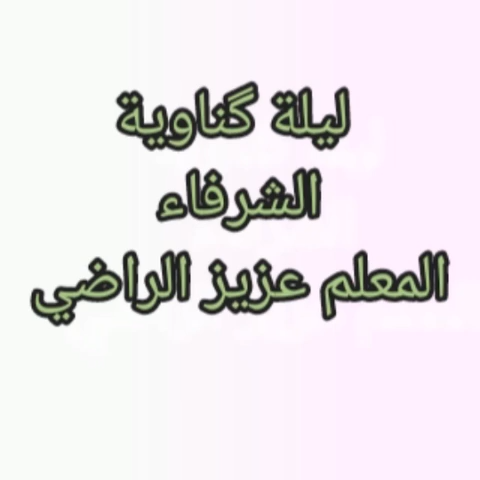 ليلة گناوية
الشرفاء
المعلم عزيز الراضي